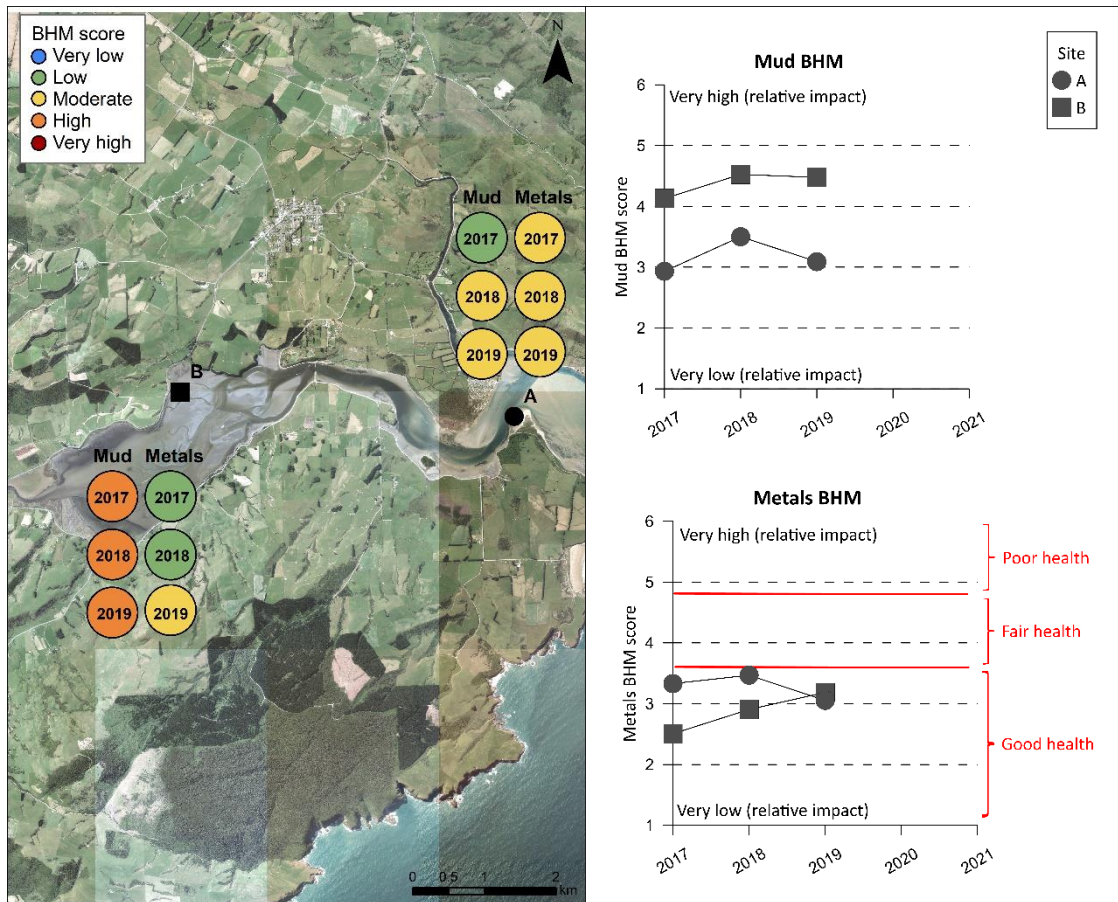 BHM score
Very low
Low
Moderate
High
Very high
N
Mud Metals
2017 2017
2018 2018
2019 2019
B
A
Mud Metals
2017 2017
2018 2018
2019 2019
0 0.5 1 2
km
Site
A
B
Mud BHM
6
Very high (relative impact)
5
4
3
2
Very low (relative impact)
1
Mud BHM score
2017 2018 2019 2020 2021
Metals BHM
6
Very high (relative impact)
5
4
3
2
Very low (relative impact)
1
Metals BHM score
2017 2018 2019 2020 2021
Poor health
Fair health
Good health